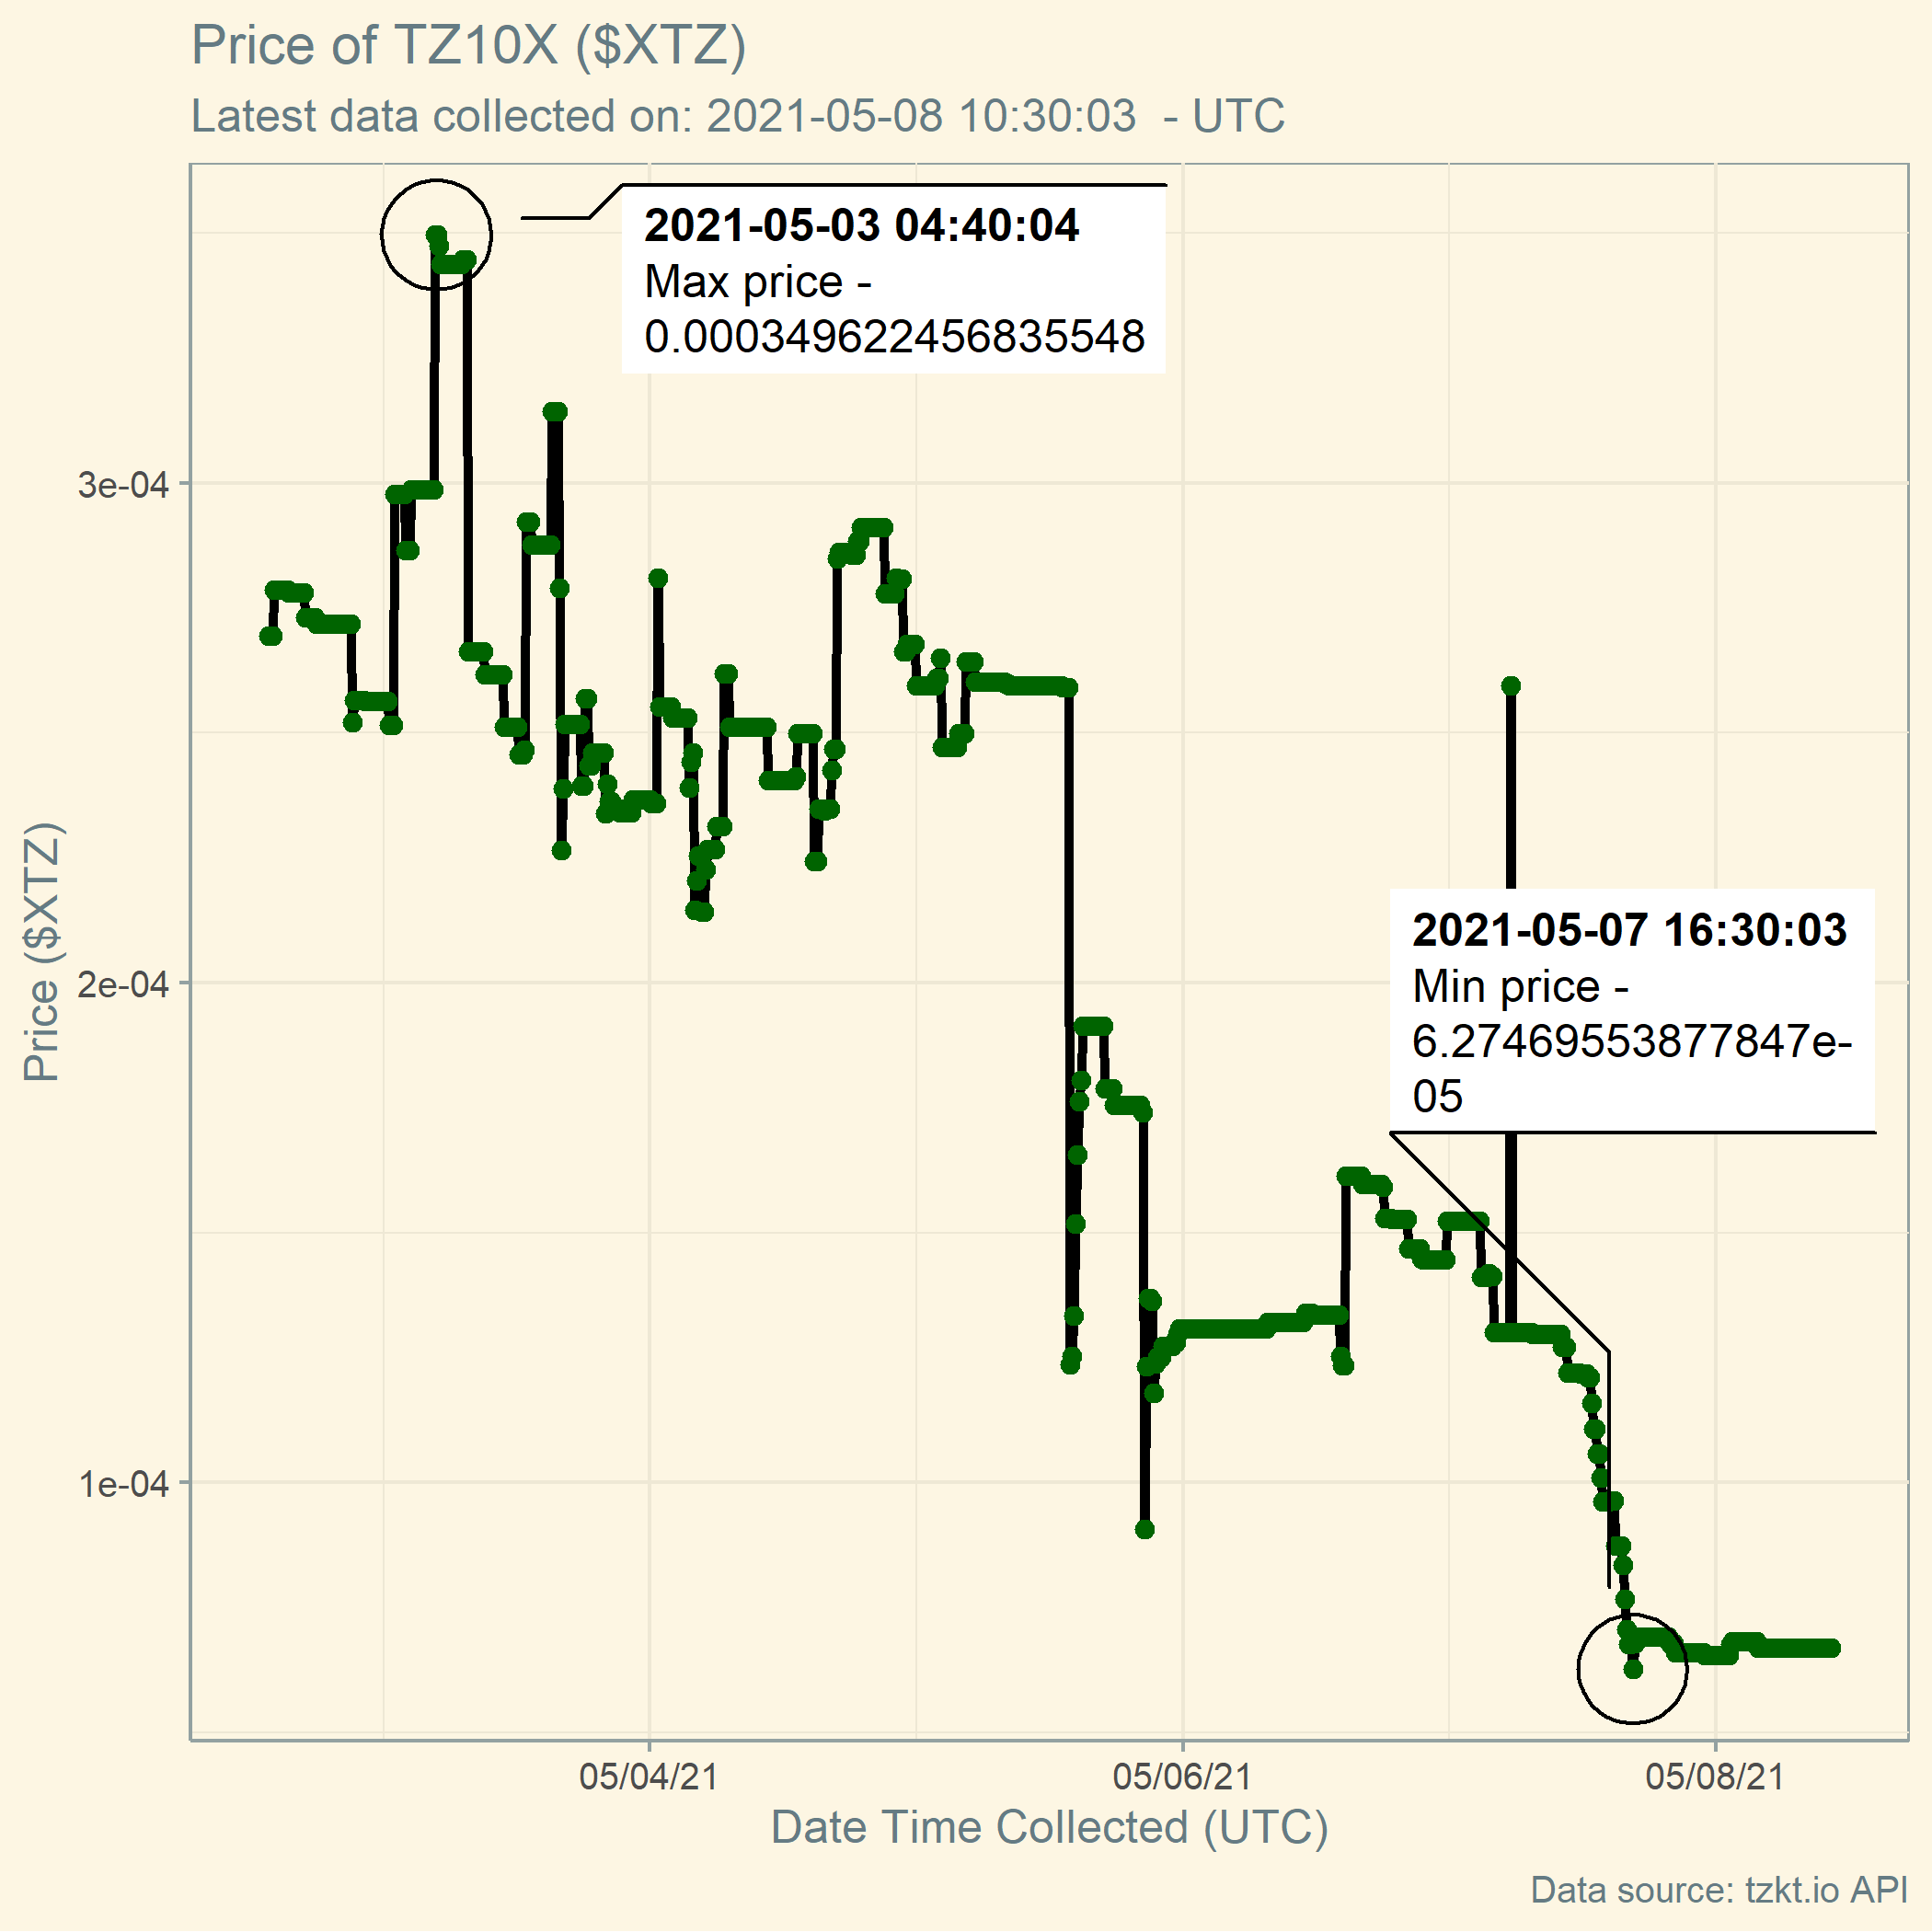 Price of TZ10X ($XTZ)
Latest data collected on: 2021-05-08 10:30:03  - UTC
2021-05-03 04:40:04
Max price -
0.000349622456835548
3e-04
2e-04
1e-04
Price ($XTZ)
2021-05-07 16:30:03
Min price -
6.27469553877847e-
05
05/04/21
05/06/21
05/08/21
Date Time Collected (UTC)
Data source: tzkt.io API